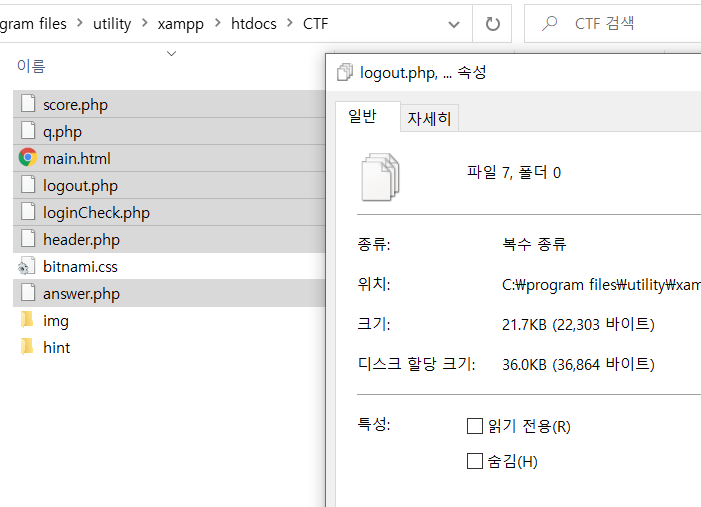 gram files > utility > xampp > htdocs > CTF
CTF 검색
이름
score.php
q.php
main.html
logout.php
loginCheck.php
header.php
bitnami.css
answer.php
img
hint
logout.php, ... 속성
일반
자세히
파일 7, 폴더 0
종류: 복수 종류
위치: C:₩program files₩utility₩xam
크기: 21.7KB (22,303 바이트)
디스크 할당 크기: 36.0KB (36,864 바이트)
특성: 읽기 전용(R)
숨김(H)